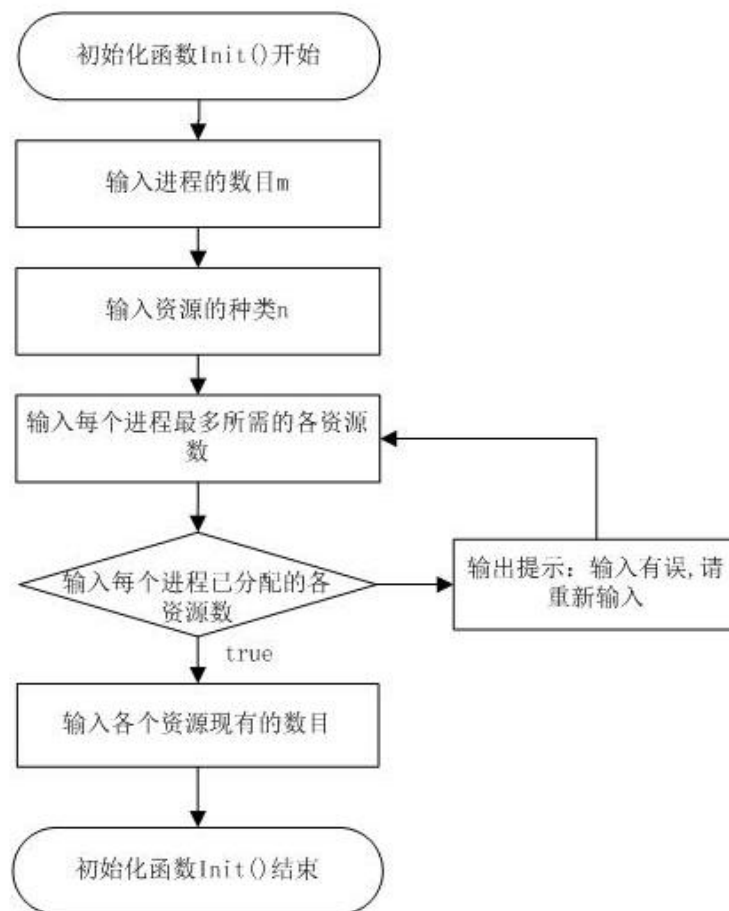 初始化函数Init()开始
输入进程的数目m
输入资源的种类n
输入每个进程最多所需的各资源
数
输入每个进程已分配的各
资源数
输出提示：输入有误,请
重新输入
true
输入各个资源现有的数目
初始化函数Init()结束